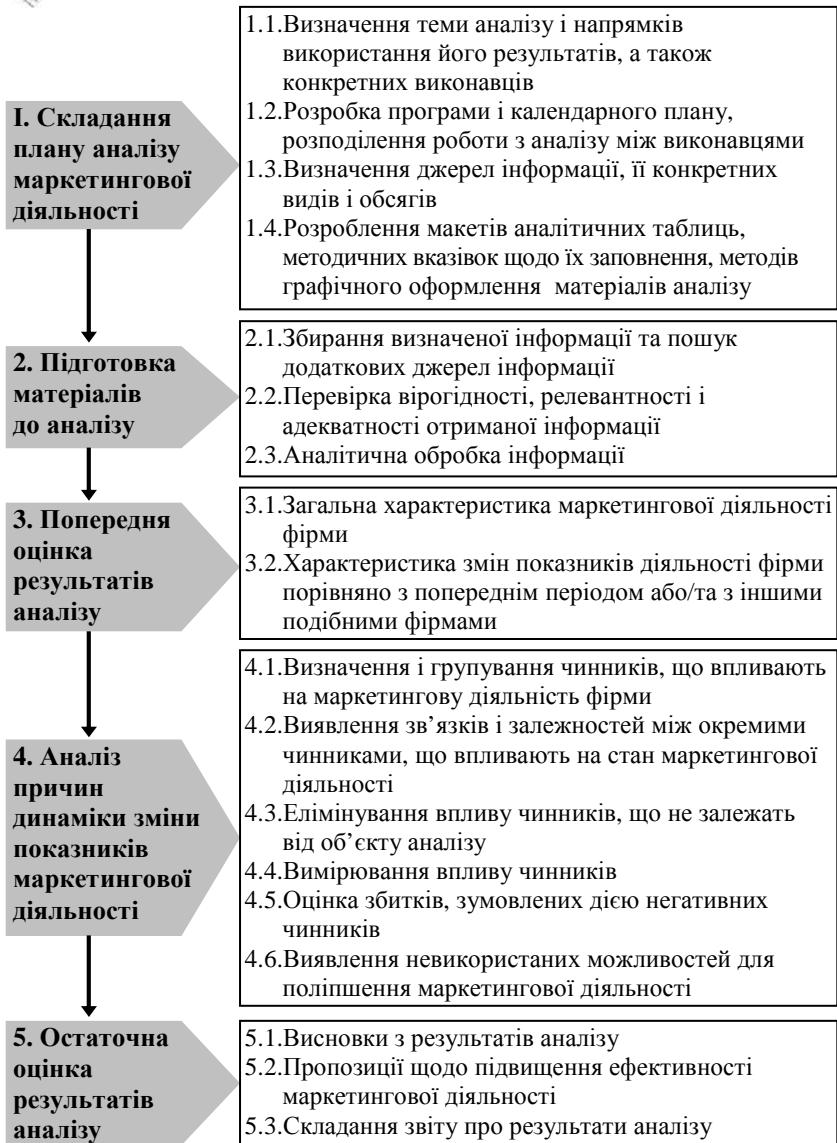 І. Складання
плану аналізу
маркетингової
діяльності
1.1.Визначення теми аналізу і напрямків
використання його результатів, а також
конкретних виконавців
1.2.Розробка програми і календарного плану,
розподілення роботи з аналізу між виконавцями
1.3.Визначення джерел інформації, її конкретних
видів і обсягів
1.4.Розроблення макетів аналітичних таблиць,
методичних вказівок щодо їх заповнення, методів
графічного оформлення матеріалів аналізу
2. Підготовка
матеріалів
до аналізу
2.1.Збирання визначеної інформації та пошук
додаткових джерел інформації
2.2.Перевірка вірогідності, релевантності і
адекватності отриманої інформації
2.3.Аналітична обробка інформації
3. Попередня
оцінка
результатів
аналізу
3.1.Загальна характеристика маркетингової діяльності
фірми
3.2.Характеристика змін показників діяльності фірми
порівняно з попереднім періодом або/та з іншими
подібними фірмами
4. Аналіз
причин
динаміки зміни
показників
маркетингової
діяльності
4.1.Визначення і групування чинників, що впливають
на маркетингову діяльність фірми
4.2.Виявлення зв’язків і залежностей між окремими
чинниками, що впливають на стан маркетингової
діяльності
4.3.Елімінування впливу чинників, що не залежать
від об’єкту аналізу
4.4.Вимірювання впливу чинників
4.5.Оцінка збитків, зумовлених дією негативних
чинників
4.6.Виявлення невикористаних можливостей для
поліпшення маркетингової діяльності
5. Остаточна
оцінка
результатів
аналізу
5.1.Висновки з результатів аналізу
5.2.Пропозиції щодо підвищення ефективності
маркетингової діяльності
5.3.Складання звіту про результати аналізу